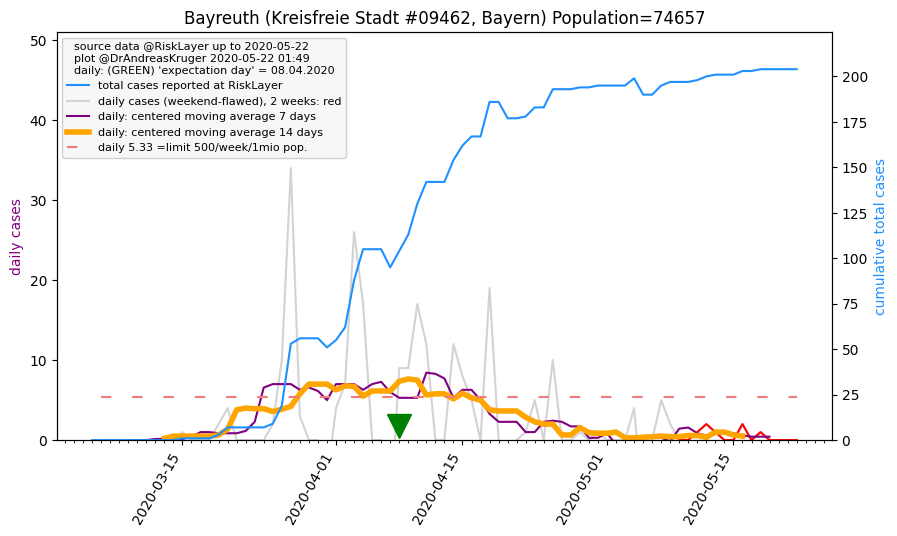 Bayreuth (Kreisfreie Stadt #09462, Bayern) Population=74657
source data @RiskLayer up to 2020-05-22
plot @DrAndreasKruger 2020-05-22 01:49
daily: (GREEN) 'expectation day' = 08.04.2020
total cases reported at RiskLayer
daily cases (weekend-flawed), 2 weeks: red
daily: centered moving average 7 days
daily: centered moving average 14 days
daily 5.33 =limit 500/week/1mio pop.
daily cases
50
40
30
20
10
0
cumulative total cases
200
175
150
125
100
75
50
25
0
2020-03-15
2020-04-01
2020-04-15
2020-05-01
2020-05-15